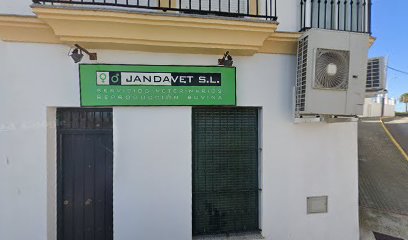 JANDAVET S.L.
SERVICIOS VETERINARIOS
REPRODUCCIÓN BOVINA